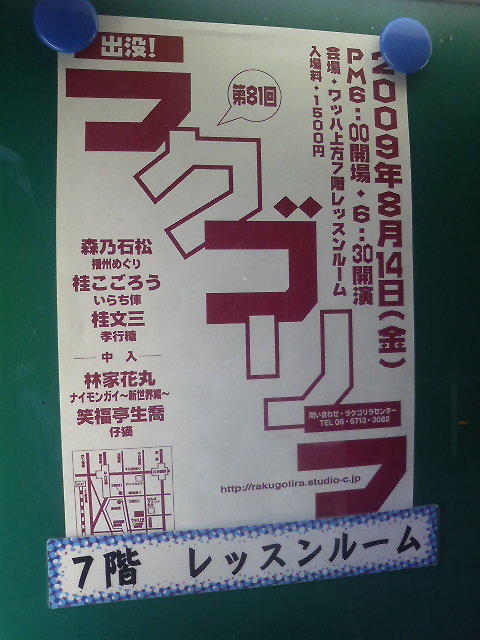 出没!
ラクゴリラ
第81回
2009年8月14日(金)
PM6:00開場・6:30開演
会場・ワッハ上方7階レッスンルーム
入場料・1500円
森乃石松
播州めぐり
桂こごろう
いらち俥
桂文三
孝行糖
中入
林家花丸
ナイモンガイ〜新世界編〜
笑福亭生喬
仔猫
問い合わせ・ラクゴリラセンター
TEL 06-6713-3082
http://rakugolira.studio-c.jp
7階 レッスンルーム